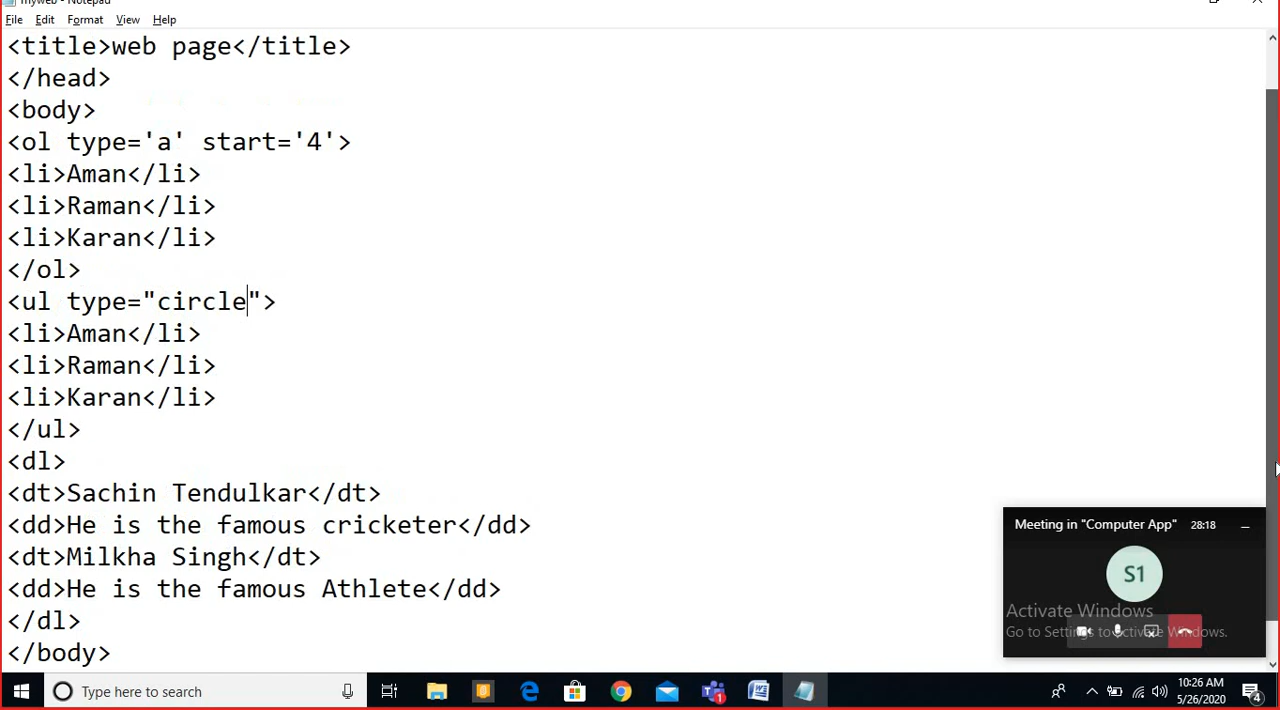 myweb - Notepad
File Edit Format View Help
<title>web page</title>
</head>
<body>
<ol type='a' start='4'>
<li>Aman</li>
<li>Raman</li>
<li>Karan</li>
</ol>
<ul type="circle">
<li>Aman</li>
<li>Raman</li>
<li>Karan</li>
</ul>
<dl>
<dt>Sachin Tendulkar</dt>
<dd>He is the famous cricketer</dd>
<dt>Milkha Singh</dt>
<dd>He is the famous Athlete</dd>
</dl>
</body>
Meeting in "Computer App" 28:18
S1
Activate Windows
Go to Settings to activate Windows.
Type here to search
1
10:26 AM
5/26/2020
4